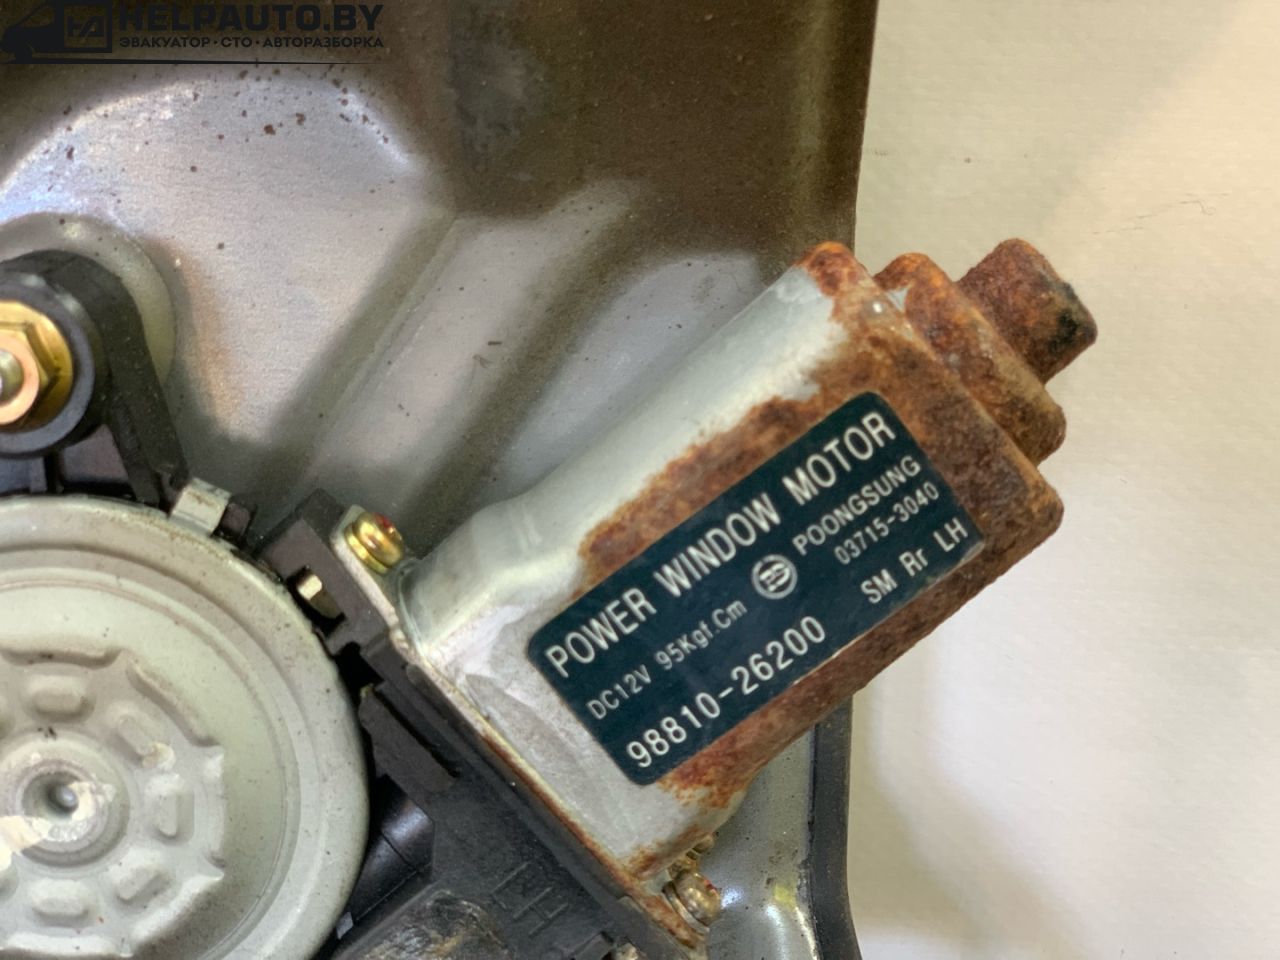 HELPAUTO.BY
ЭВАКУАТОР · СТО · АВТОРАЗБОРКА
POWER WINDOW MOTOR
DC12V 95Kgf.Cm
POONGSUNG
03715-3040
98810-26200
SM Rr LH